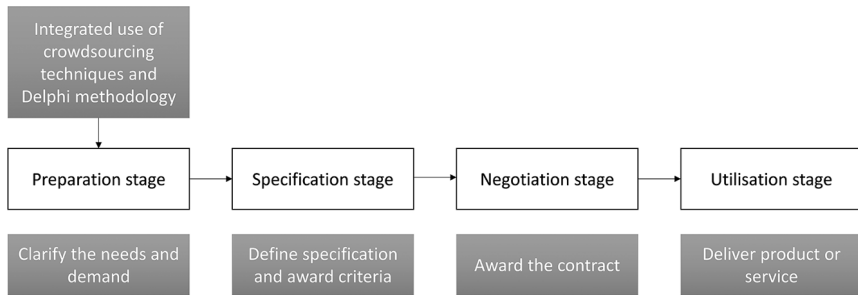 Integrated use of
crowdsourcing
techniques and
Delphi methodology
Preparation stage
Specification stage
Negotiation stage
Utilisation stage
Clarify the needs and
demand
Define specification
and award criteria
Award the contract
Deliver product or
service